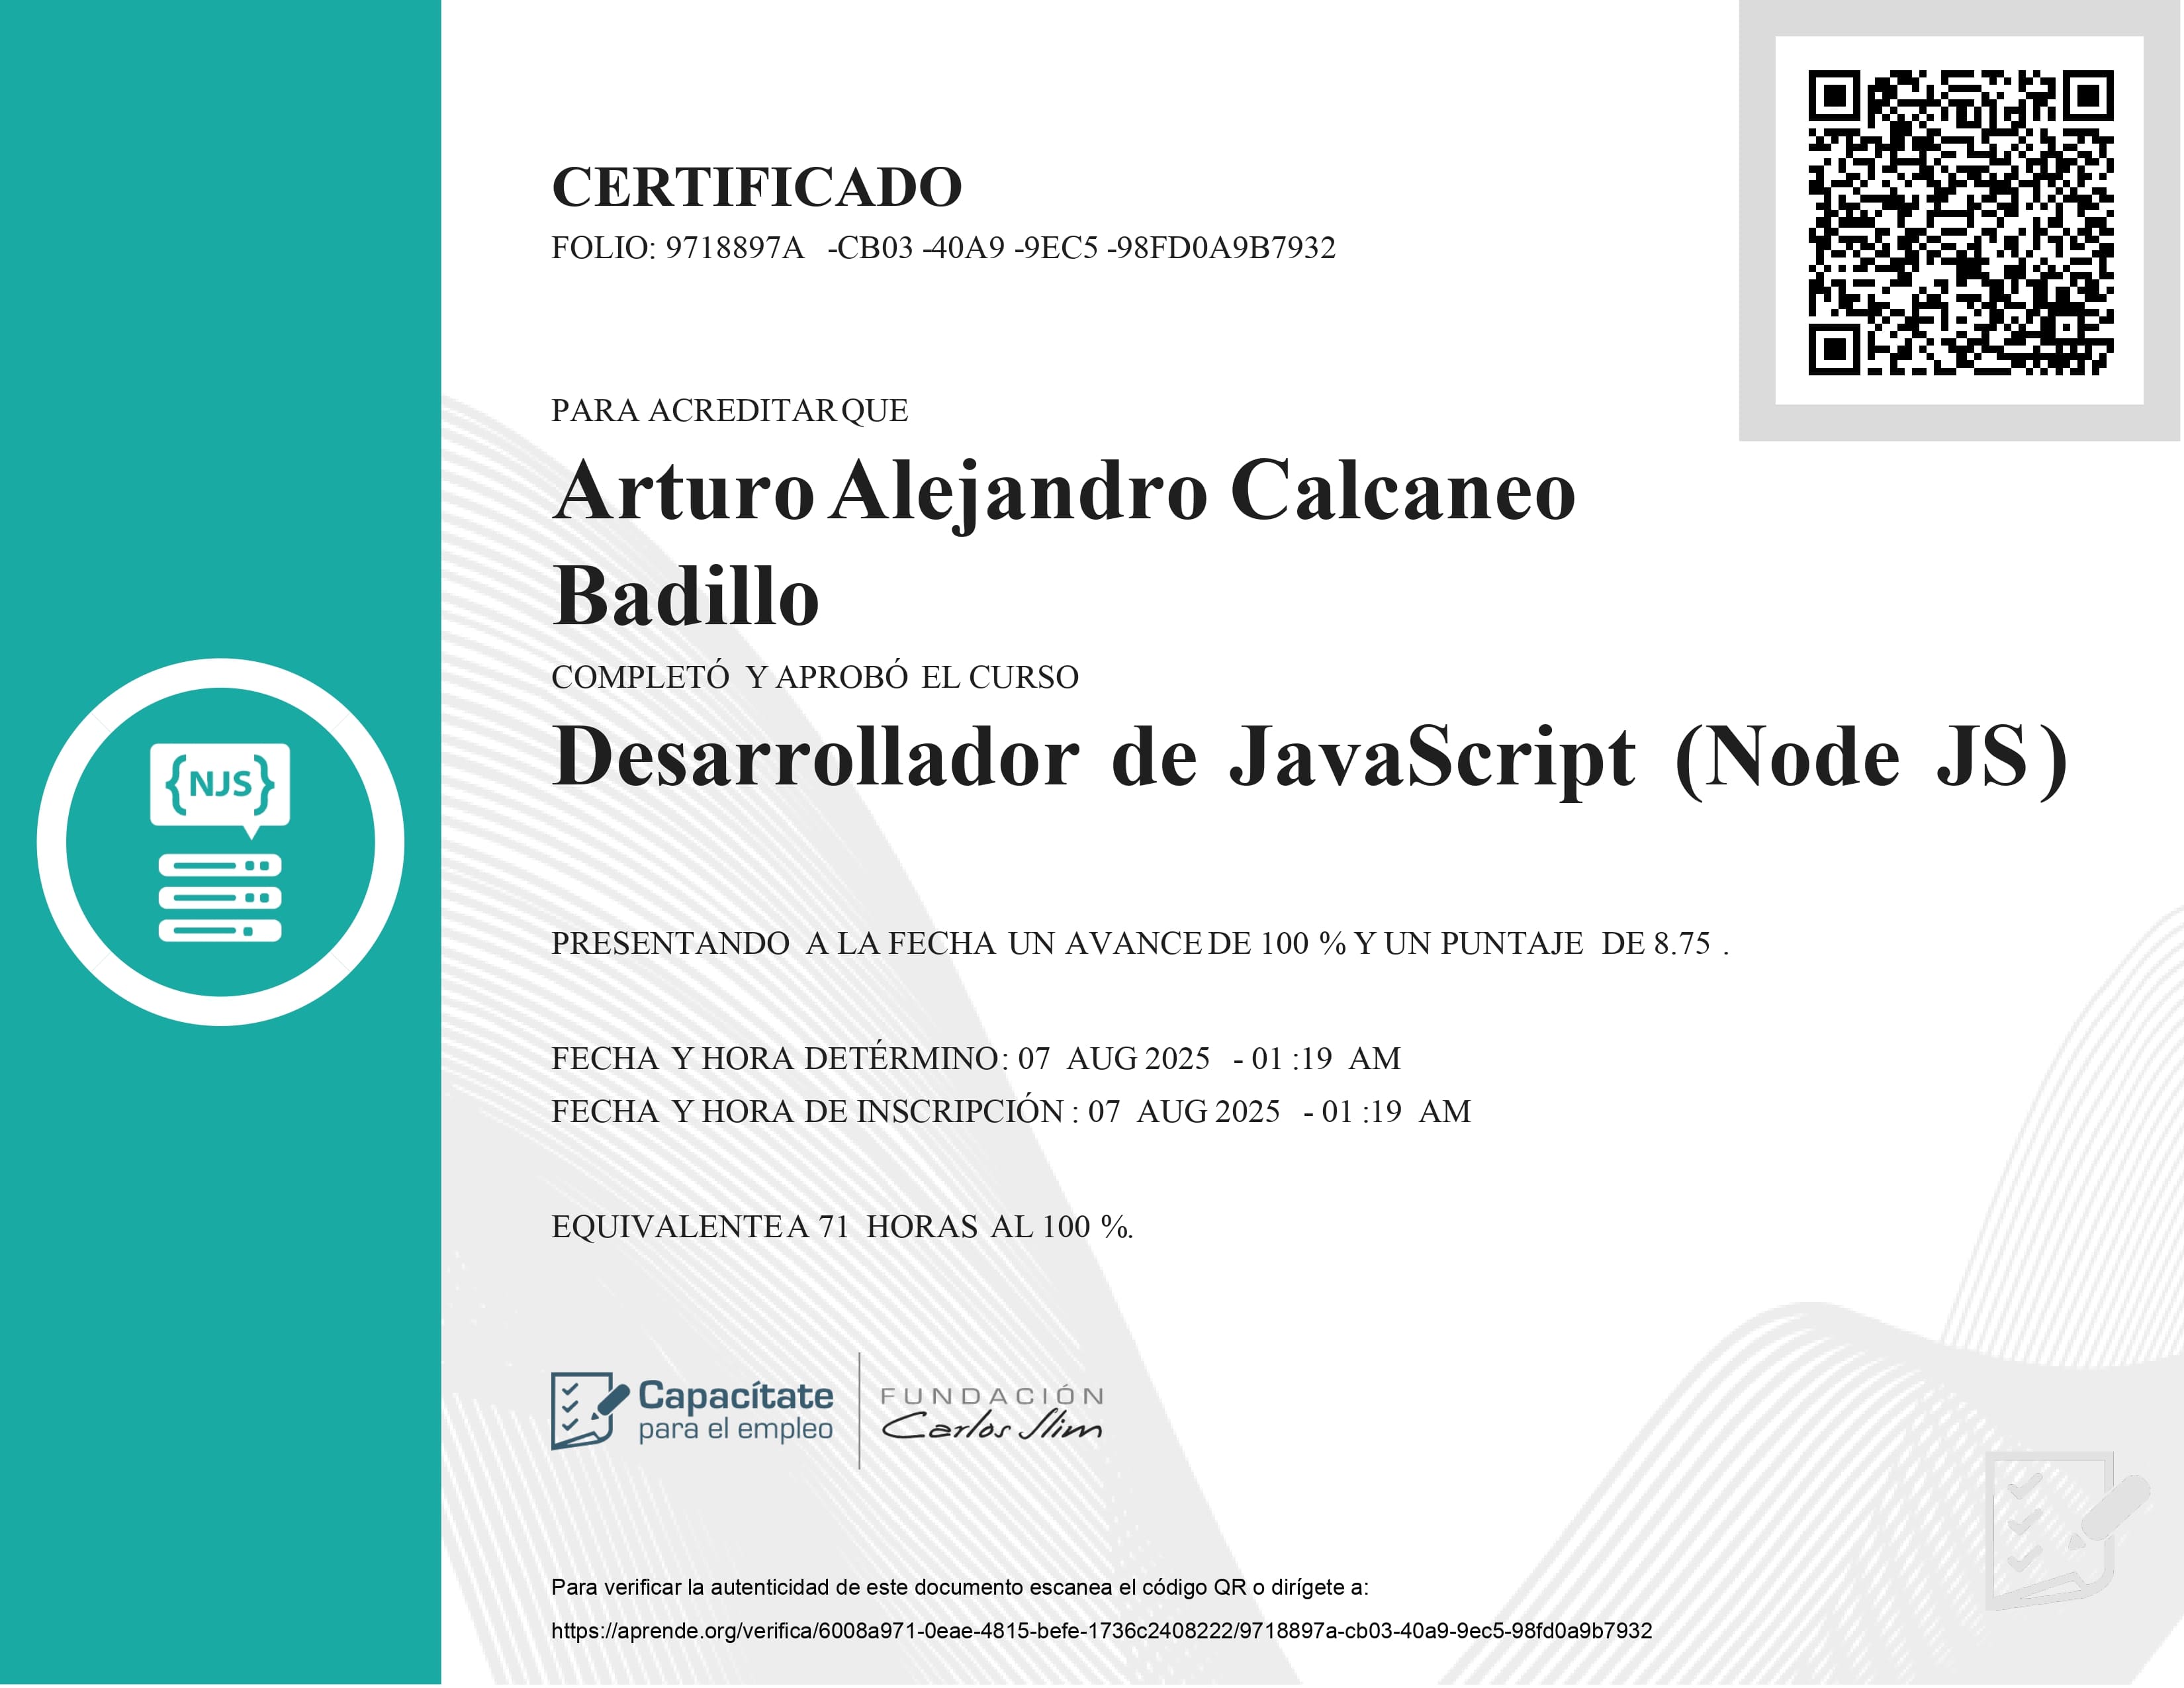 CERTIFICADO
FOLIO: 9718897A -CB03 -40A9 -9EC5 -98FD0A9B7932
PARA ACREDITAR QUE
Arturo Alejandro Calcaneo
Badillo
COMPLETÓ Y APROBÓ EL CURSO
Desarrollador de JavaScript (Node JS)
{NJS}
PRESENTANDO A LA FECHA UN AVANCE DE 100 % Y UN PUNTAJE DE 8.75 .
FECHA Y HORA DE TÉRMINO: 07 AUG 2025 - 01 :19 AM
FECHA Y HORA DE INSCRIPCIÓN : 07 AUG 2025 - 01 :19 AM
EQUIVALENTE A 71 HORAS AL 100 %.
Capacítate
para el empleo
FUNDACIÓN
Carlos Slim
Para verificar la autenticidad de este documento escanea el código QR o dirígete a:
https://aprende.org/verifica/6008a971-0eae-4815-befe-1736c2408222/9718897a-cb03-40a9-9ec5-98fd0a9b7932